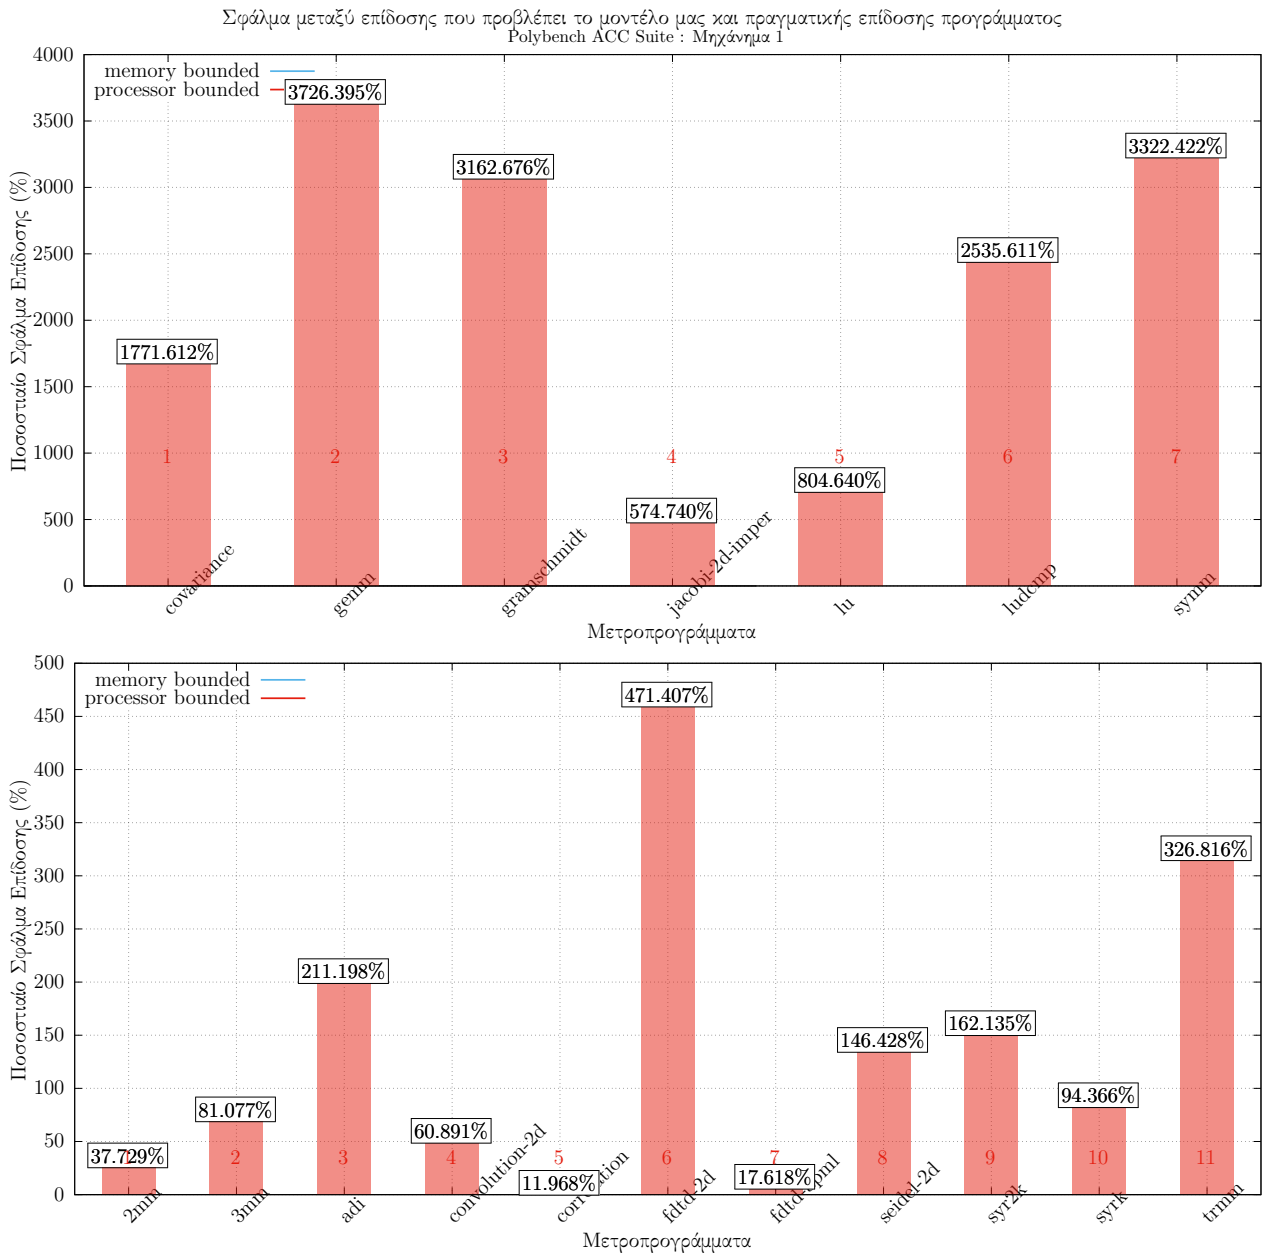 Σφάλμα μεταξύ επίδοσης που προβλέπει το μοντέλο μας και πραγματικής επίδοσης προγράμματος
Polybench ACC Suite : Μηχάνημα 1
Ποσοστιαίο Σφάλμα Επίδοσης (%)
4000
3500
3000
2500
2000
1500
1000
500
0
memory bounded
processor bounded
1771.612%
3726.395%
3162.676%
574.740%
804.640%
2535.611%
3322.422%
1 2 3 4 5 6 7
covariance
gemm
gramschmidt
jacobi-2d-imper
lu
ludcmp
symm
Μετροπρογράμματα
Ποσοστιαίο Σφάλμα Επίδοσης (%)
500
450
400
350
300
250
200
150
100
50
0
memory bounded
processor bounded
37.729%
81.077%
211.198%
60.891%
11.968%
471.407%
17.618%
146.428%
162.135%
94.366%
326.816%
1 2 3 4 5 6 7 8 9 10 11
2mm
3mm
adi
convolution-2d
fdtd-2d
seidel-2d
syr2k
syrk
trmm
Μετροπρογράμματα